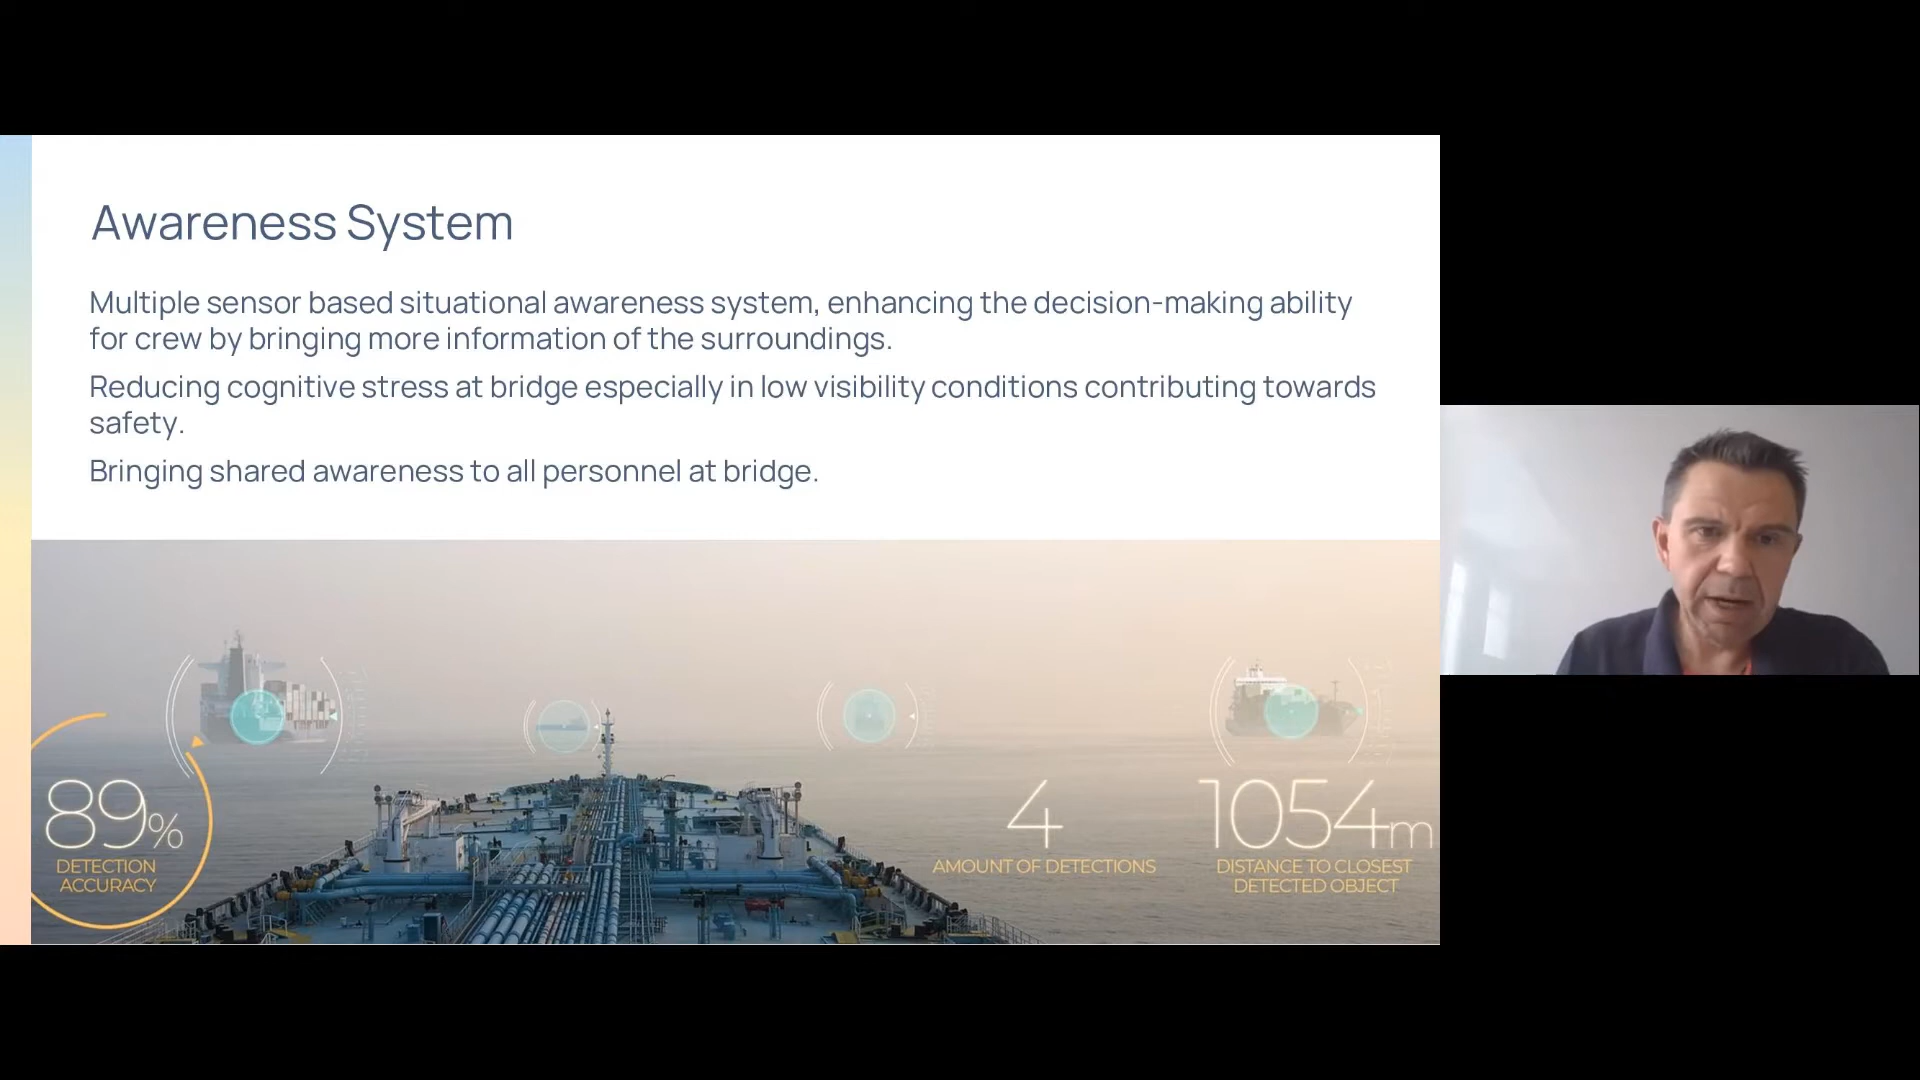 Awareness System
Multiple sensor based situational awareness system, enhancing the decision-making ability
for crew by bringing more information of the surroundings.
Reducing cognitive stress at bridge especially in low visibility conditions contributing towards
safety.
Bringing shared awareness to all personnel at bridge.
89%
DETECTION
ACCURACY
4
AMOUNT OF DETECTIONS
1054m
DISTANCE TO CLOSEST
DETECTED OBJECT